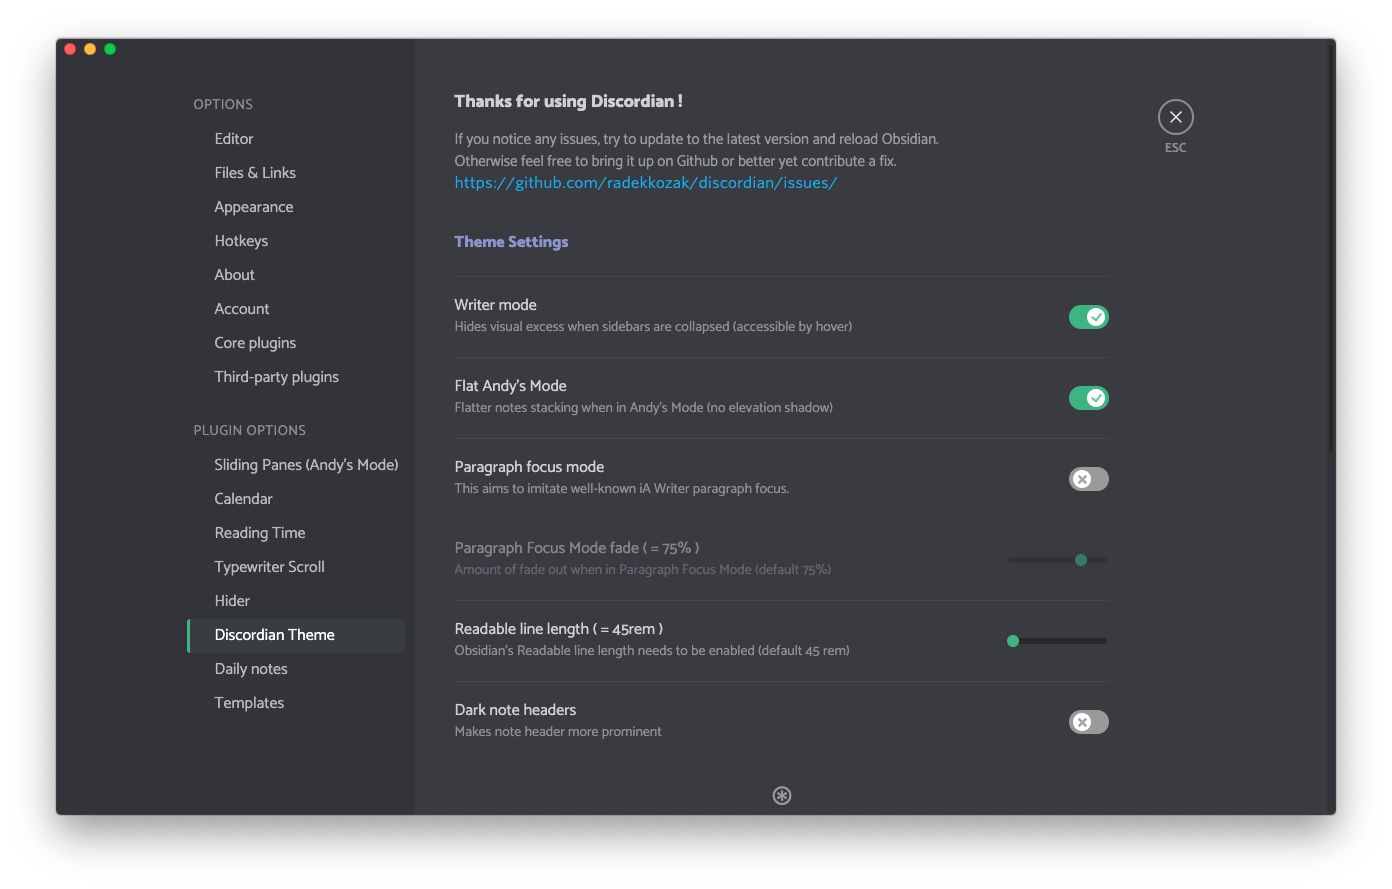 OPTIONS
Editor
Files & Links
Appearance
Hotkeys
About
Account
Core plugins
Third-party plugins
PLUGIN OPTIONS
Sliding Panes (Andy's Mode)
Calendar
Reading Time
Typewriter Scroll
Hider
Discordian Theme
Daily notes
Templates
Thanks for using Discordian !
If you notice any issues, try to update to the latest version and reload Obsidian.
Otherwise feel free to bring it up on Github or better yet contribute a fix.
https://github.com/radekkozak/discordian/issues/
ESC
Theme Settings
Writer mode
Hides visual excess when sidebars are collapsed (accessible by hover)
Flat Andy's Mode
Flatter notes stacking when in Andy's Mode (no elevation shadow)
Paragraph focus mode
This aims to imitate well-known iA Writer paragraph focus.
Paragraph Focus Mode fade ( = 75% )
Amount of fade out when in Paragraph Focus Mode (default 75%)
Readable line length ( = 45rem )
Obsidian's Readable line length needs to be enabled (default 45 rem)
Dark note headers
Makes note header more prominent